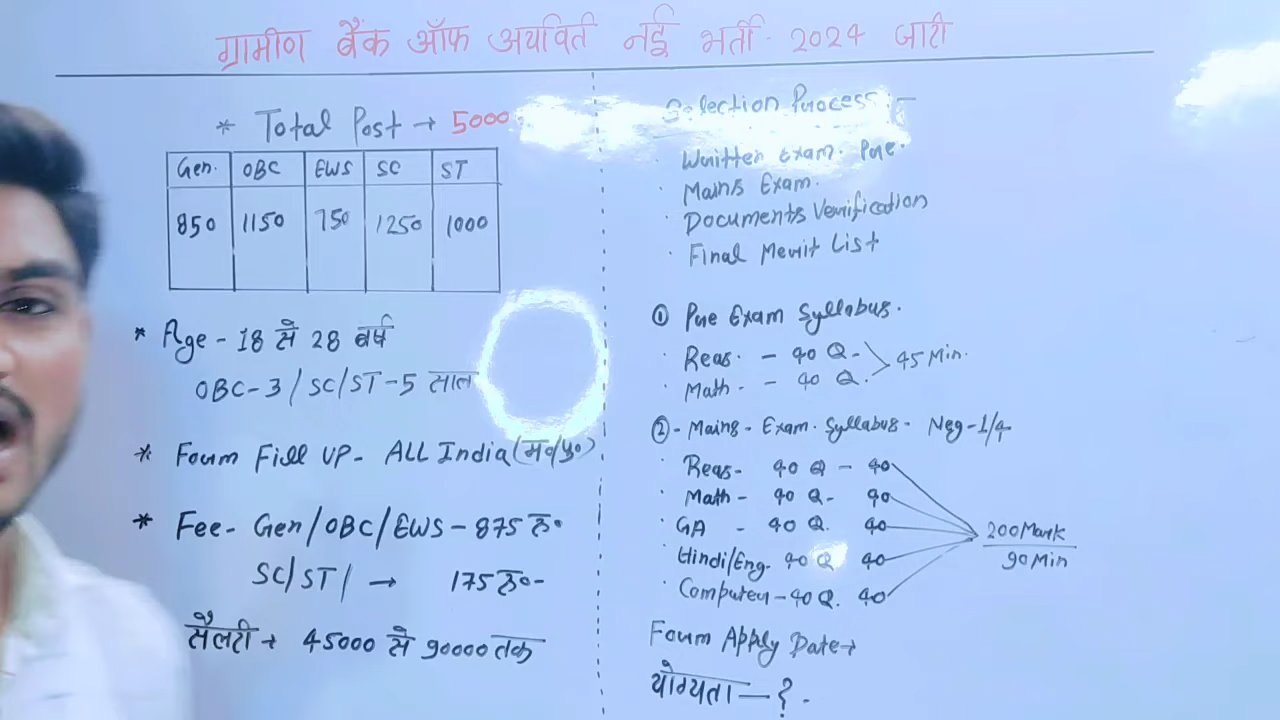 ग्रामीण बैंक ऑफ अर्यावर्ती नई भर्ती - 2024 जारी
* Total Post → 5000
Gen. OBC EWS SC ST
850 1150 750 1250 1000
* Age - 18 से 28 वर्ष
OBC-3/SC/ST-5 साल
* Foum Fill UP - ALL India (म०/पु०)
* Fee - Gen/OBC/EWS - 875 रु०
SC/ST/ → 175 रु०-
सैलरी → 45000 से 90000 तक
Selection Process :-
· Written Exam. Pre.
· Mains Exam.
· Documents Verification
· Final Merit List
① Pre Exam Syllabus.
· Reas. - 40 Q. 45 Min.
· Math. - 40 Q.
② - Mains - Exam. Syllabus - Neg - 1/4
· Reas - 40 Q - 40
· Math - 40 Q - 40
· GA - 40 Q. 40 200 Mark
· Hindi/Eng. 40 Q 40 90 Min
· Computer - 40 Q. 40
Foum Apply Date →
योग्यता - ? .